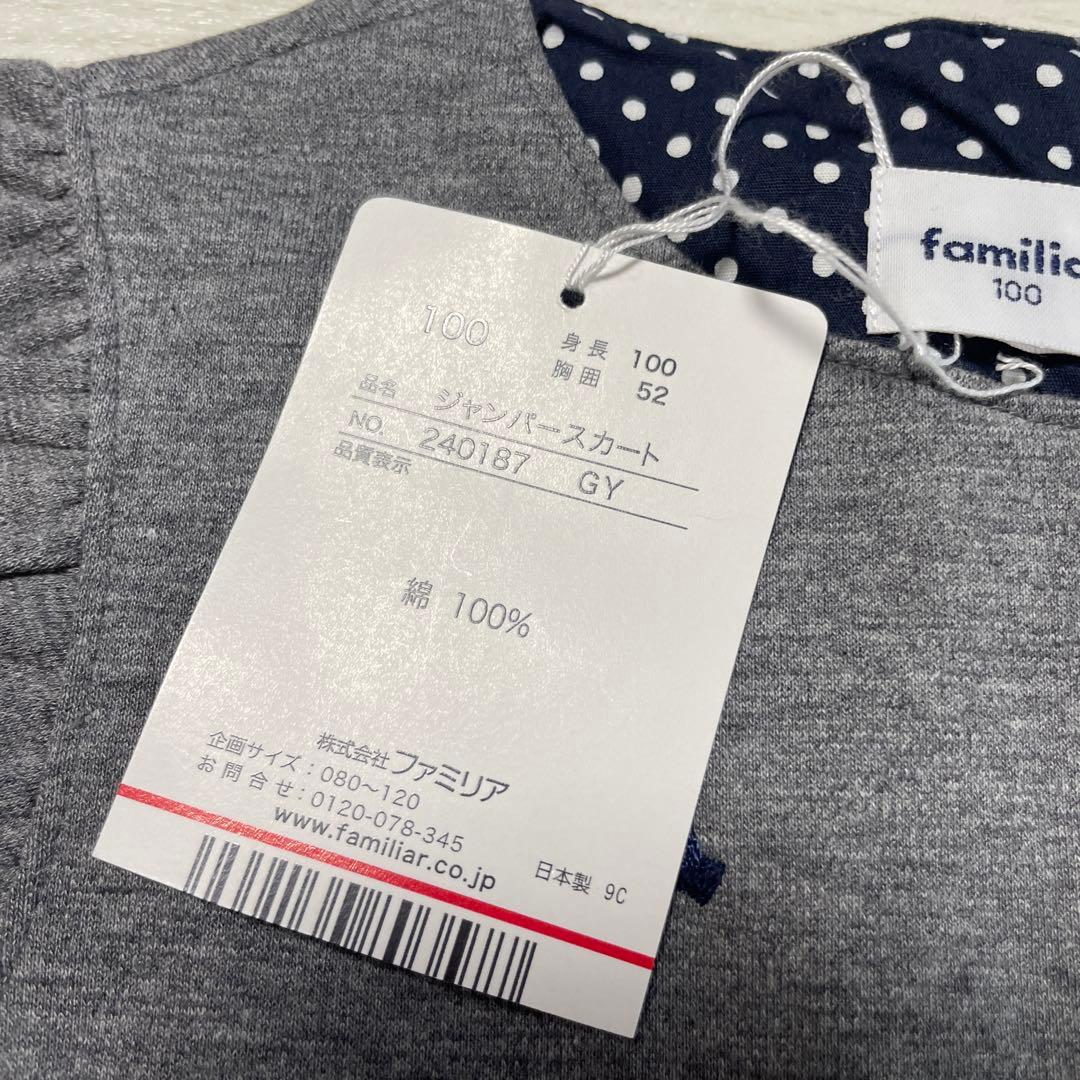 familia
100
100
身長 100
胸囲 52
品名 ジャンパースカート
NO. 240187 GY
品質表示
綿 100%
株式会社ファミリア
企画サイズ:080〜120
お問合せ:0120-078-345
www.familiar.co.jp
日本製 9C